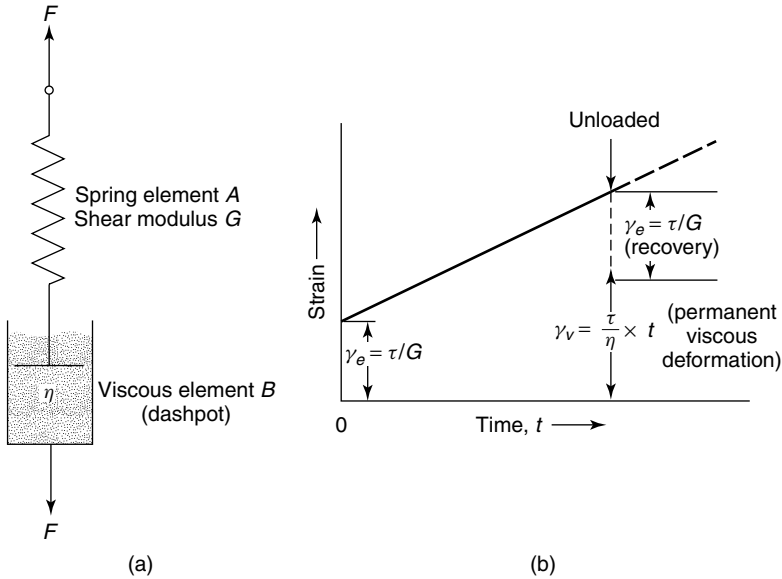 F
Spring element A
Shear modulus G
η
Viscous element B
(dashpot)
F
(a)
Unloaded
Strain
γe = τ/G
γe = τ/G
(recovery)
γv = τ/η × t
(permanent
viscous
deformation)
0
Time, t
(b)